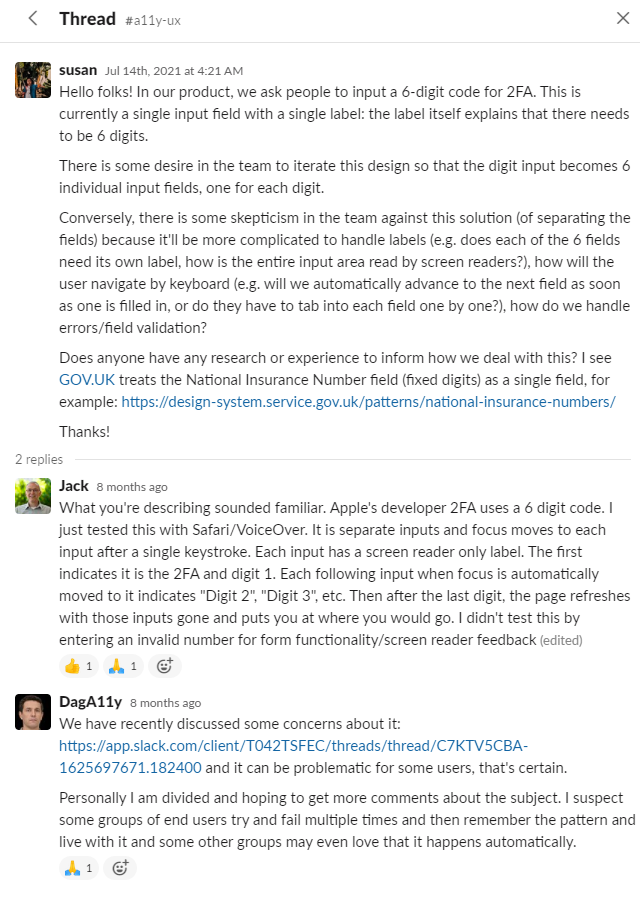 Thread #a11y-ux
susan Jul 14th, 2021 at 4:21 AM
Hello folks! In our product, we ask people to input a 6-digit code for 2FA. This is
currently a single input field with a single label: the label itself explains that there needs
to be 6 digits.
There is some desire in the team to iterate this design so that the digit input becomes 6
individual input fields, one for each digit.
Conversely, there is some skepticism in the team against this solution (of separating the
fields) because it'll be more complicated to handle labels (e.g. does each of the 6 fields
need its own label, how is the entire input area read by screen readers?), how will the
user navigate by keyboard (e.g. will we automatically advance to the next field as soon
as one is filled in, or do they have to tab into each field one by one?), how do we handle
errors/field validation?
Does anyone have any research or experience to inform how we deal with this? I see
GOV.UK treats the National Insurance Number field (fixed digits) as a single field, for
example: https://design-system.service.gov.uk/patterns/national-insurance-numbers/
Thanks!
2 replies
Jack 8 months ago
What you're describing sounded familiar. Apple's developer 2FA uses a 6 digit code. I
just tested this with Safari/VoiceOver. It is separate inputs and focus moves to each
input after a single keystroke. Each input has a screen reader only label. The first
indicates it is the 2FA and digit 1. Each following input when focus is automatically
moved to it indicates "Digit 2", "Digit 3", etc. Then after the last digit, the page refreshes
with those inputs gone and puts you at where you would go. I didn't test this by
entering an invalid number for form functionality/screen reader feedback (edited)
1 1
DagA11y 8 months ago
We have recently discussed some concerns about it:
https://app.slack.com/client/T042TSFEC/threads/thread/C7KTV5CBA-
1625697671.182400 and it can be problematic for some users, that's certain.
Personally I am divided and hoping to get more comments about the subject. I suspect
some groups of end users try and fail multiple times and then remember the pattern and
live with it and some other groups may even love that it happens automatically.
1